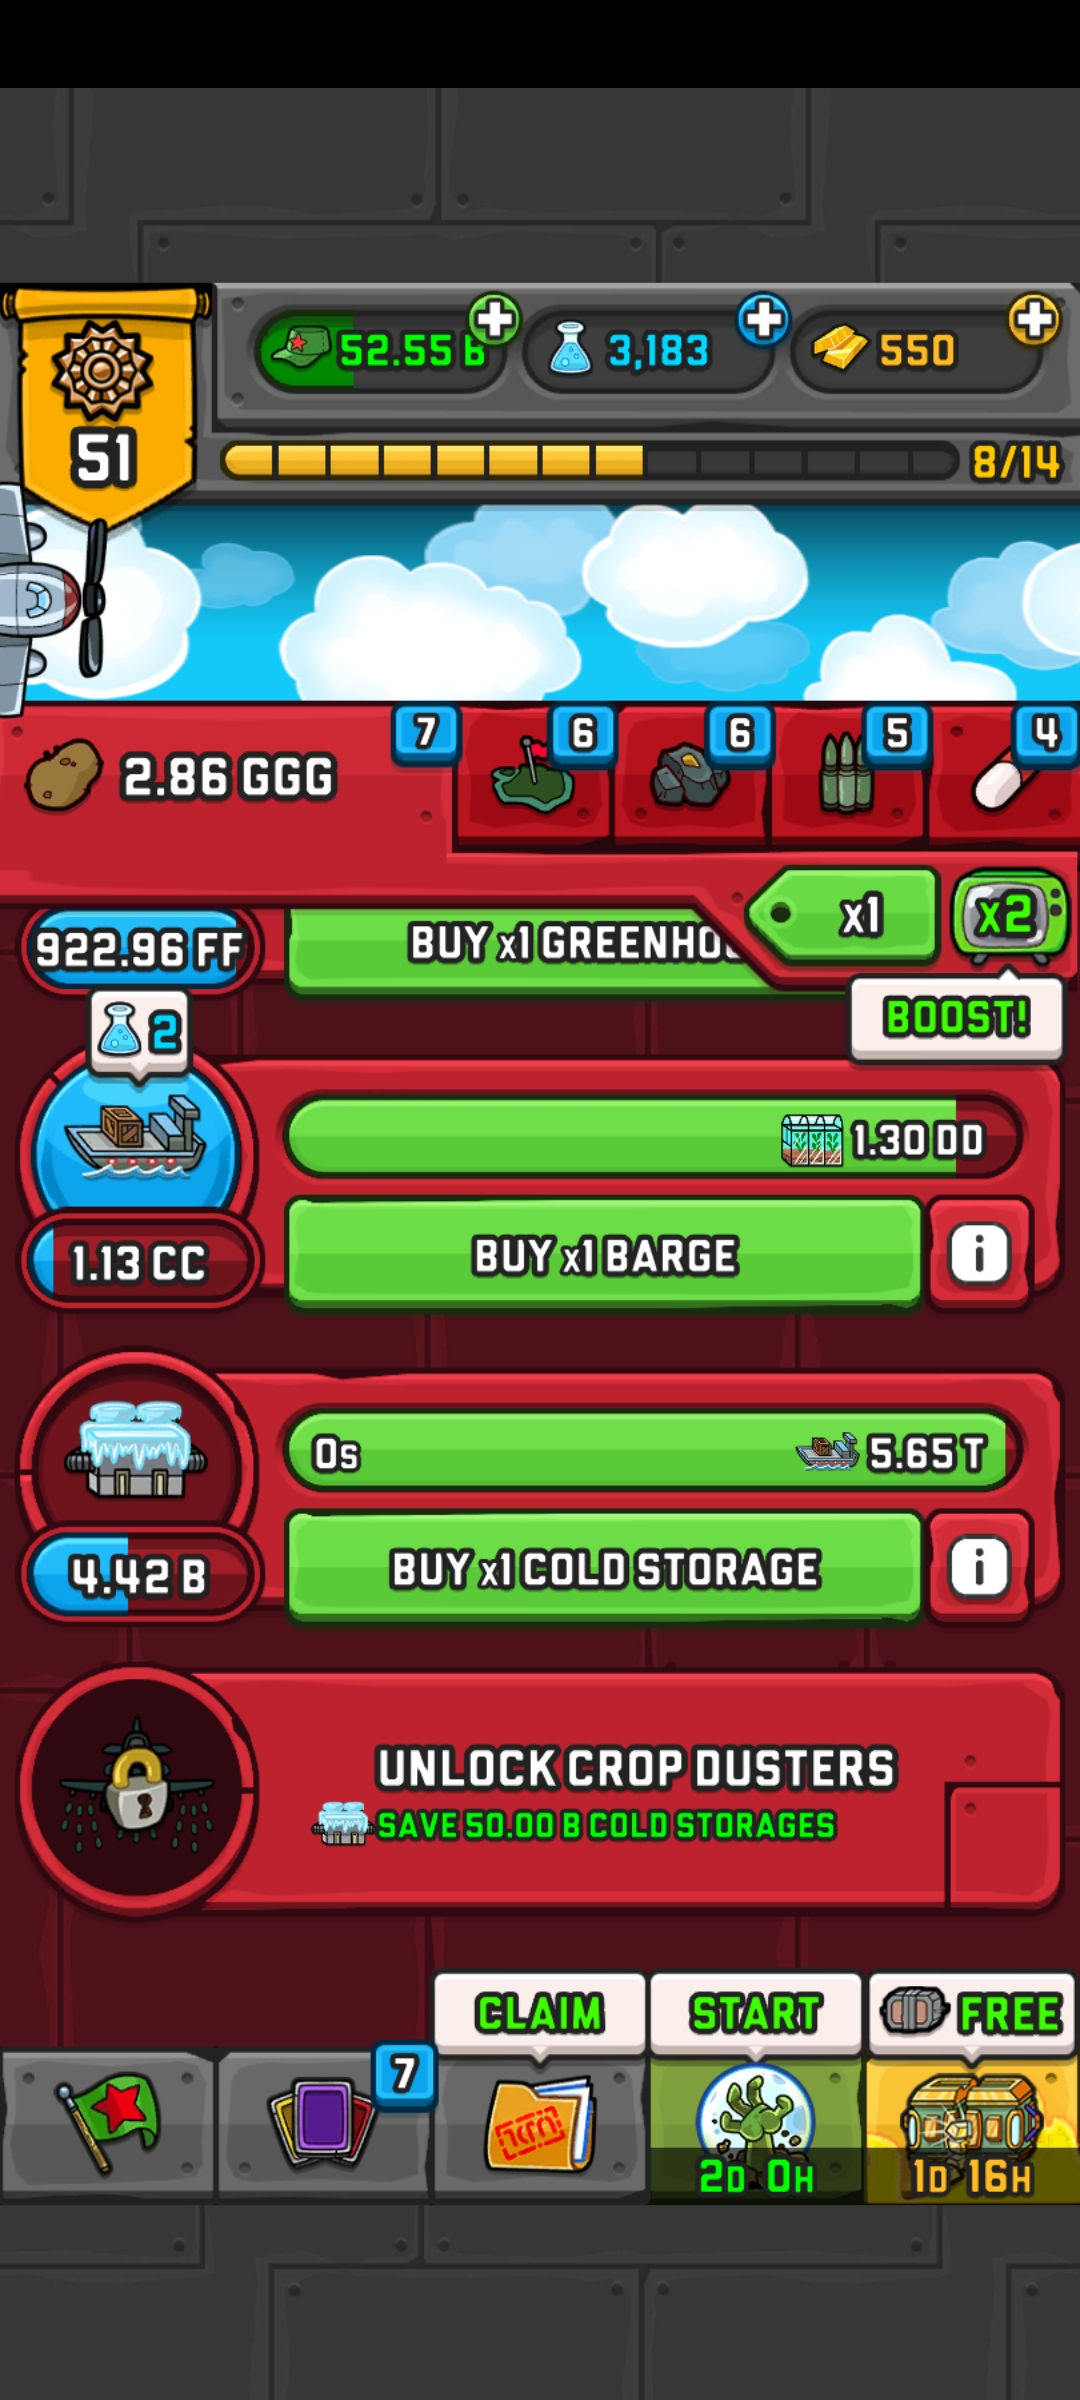 52.55 B
3,183
550
51
8/14
2.86 GGG
7
6
6
5
4
x1
x2
922.96 FF
BUY x1 GREENHOU
BOOST!
2
1.30 DD
1.13 CC
BUY x1 BARGE
i
0s
5.65 T
4.42 B
BUY x1 COLD STORAGE
i
UNLOCK CROP DUSTERS
SAVE 50.00 B COLD STORAGES
CLAIM
START
FREE
7
2D 0H
1D 16H